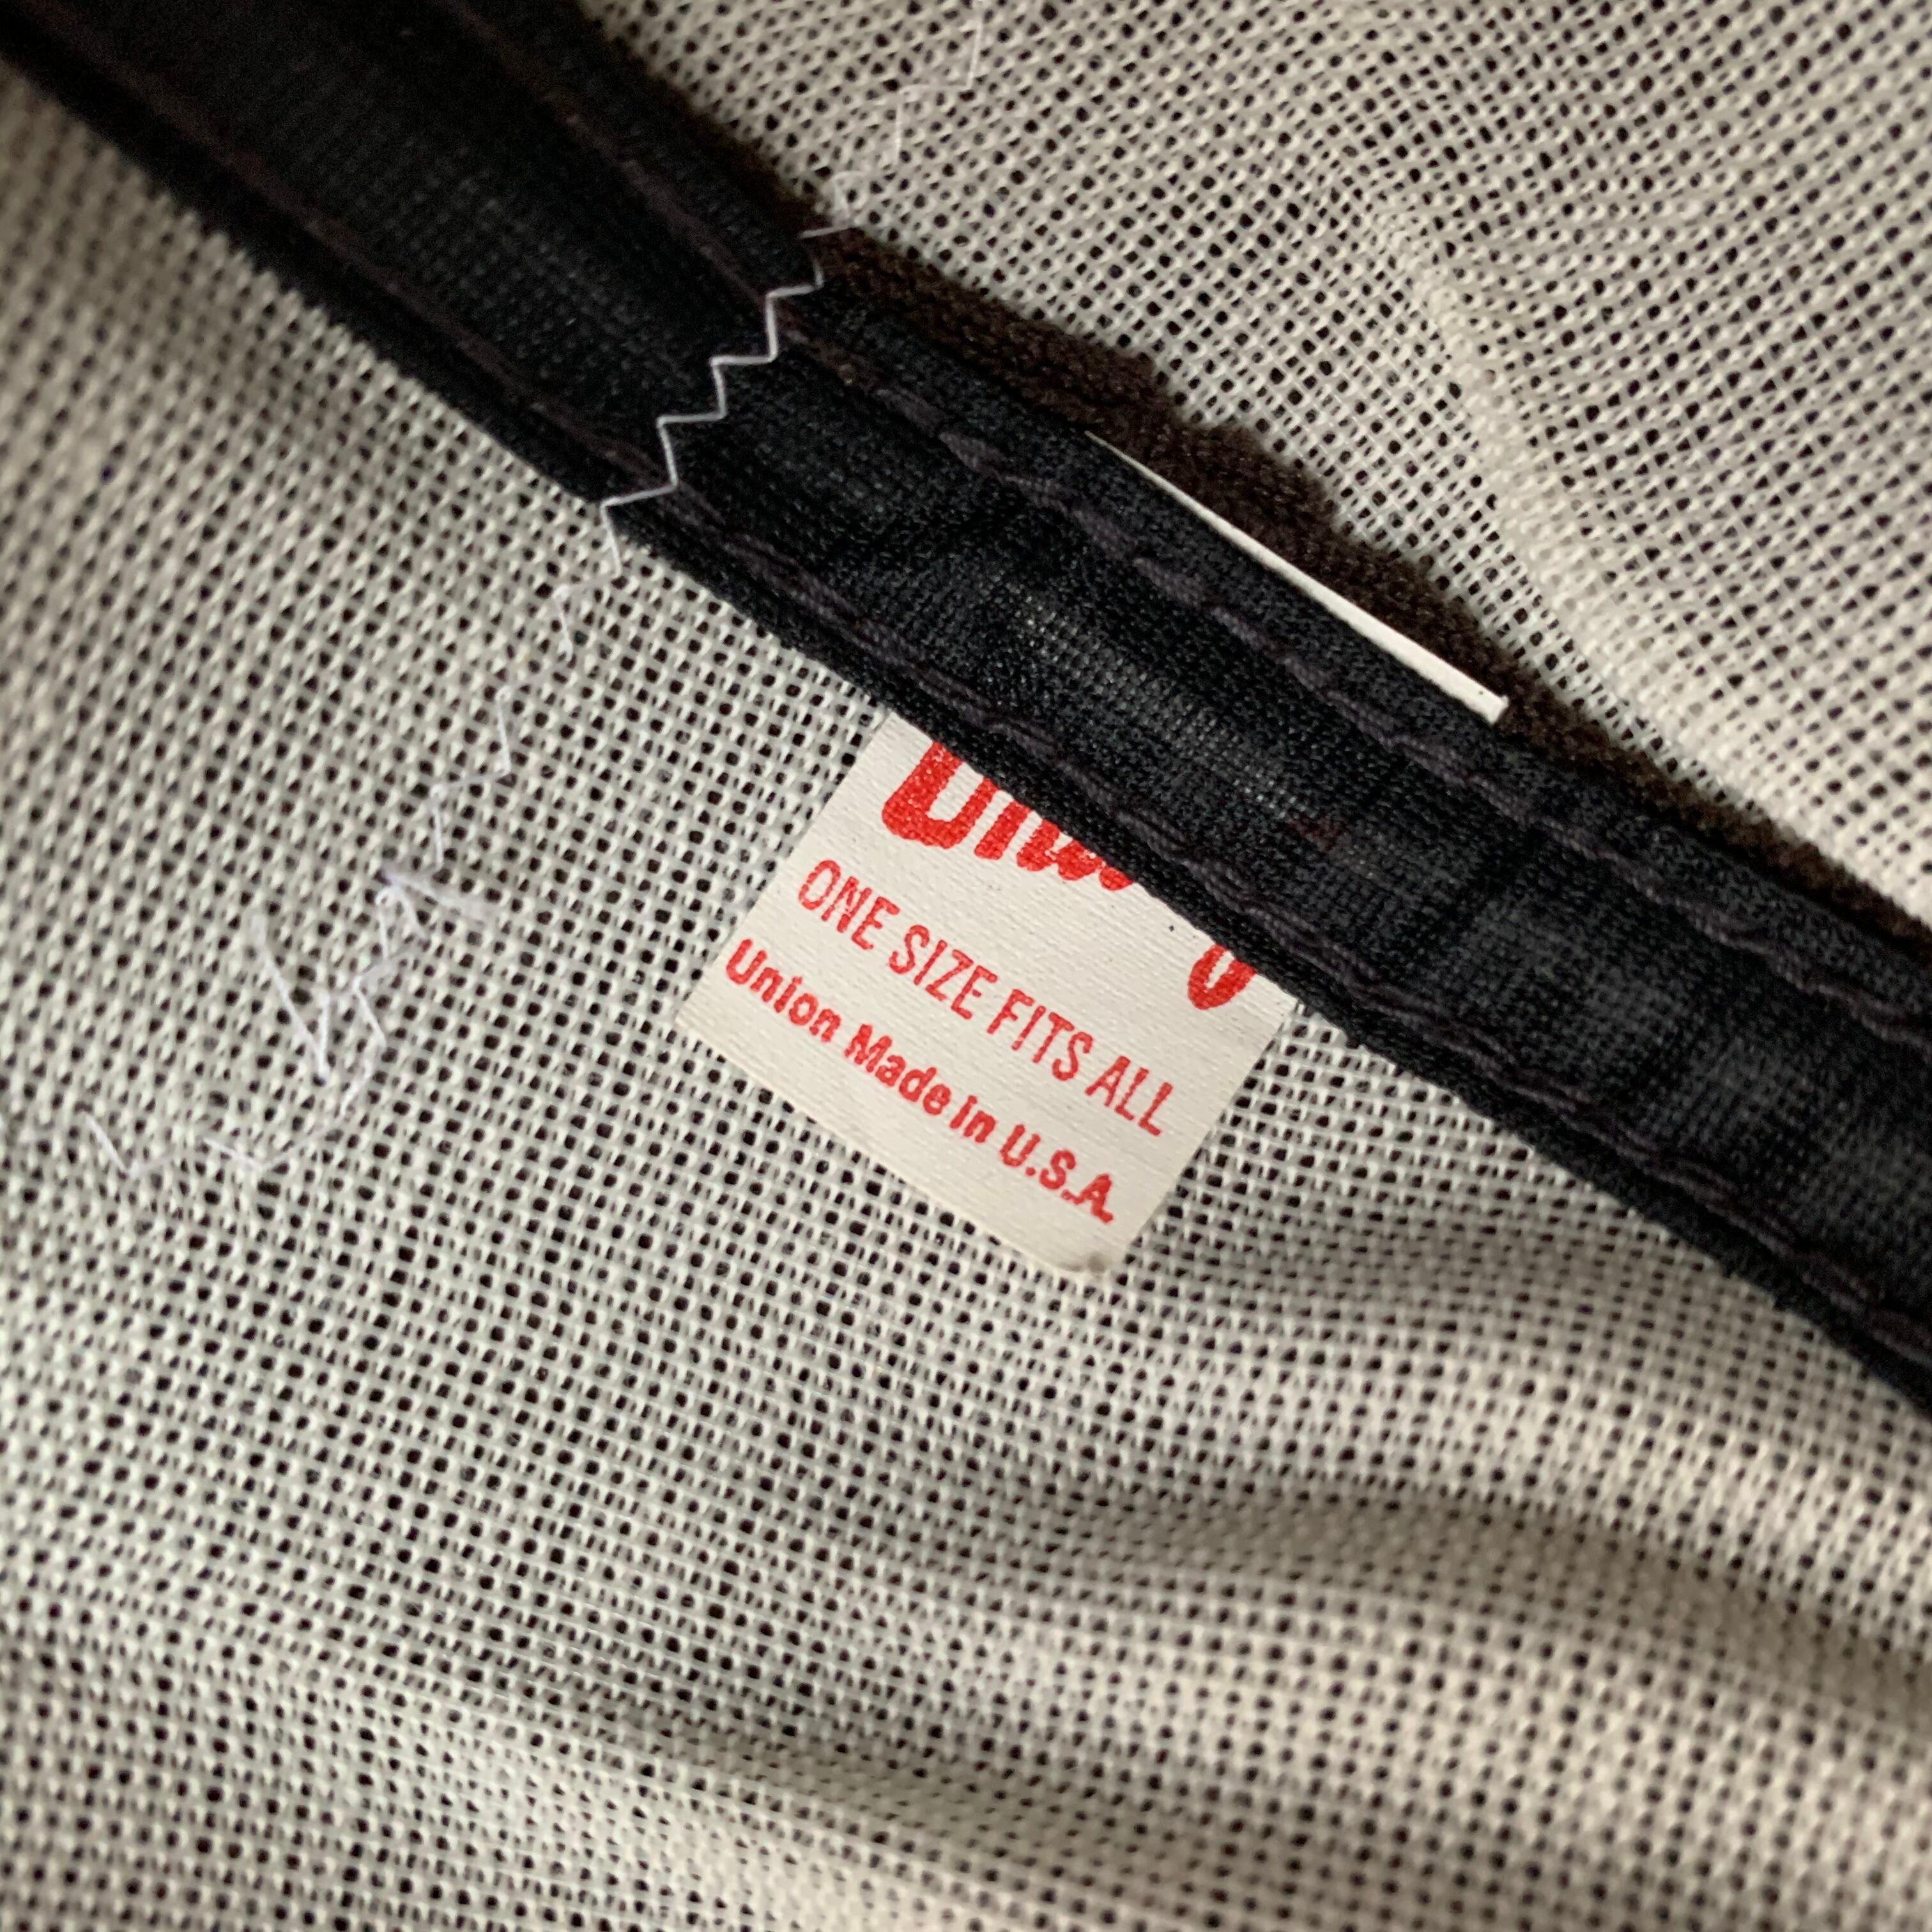 ONE SIZE FITS ALL
Union Made in U.S.A.